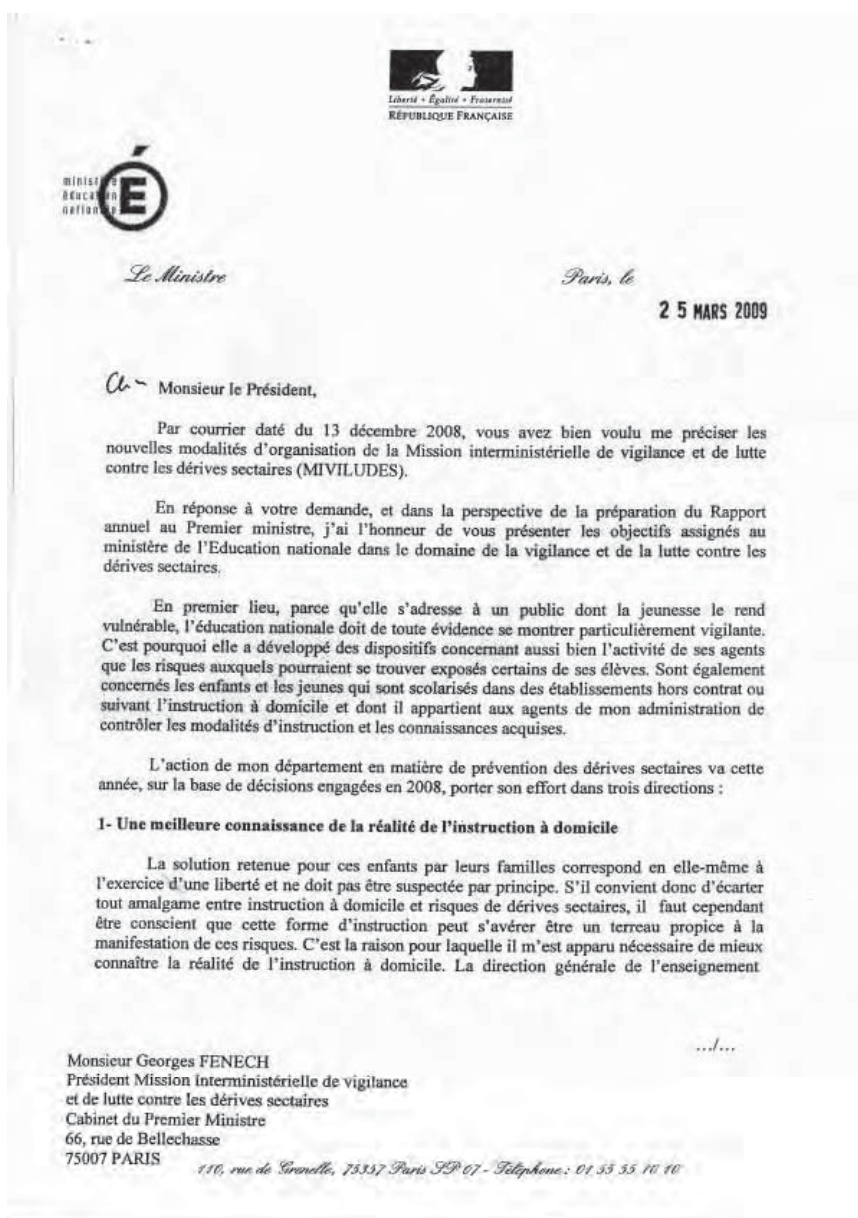 Liberté • Égalité • Fraternité
RÉPUBLIQUE FRANÇAISE
ministère
éducation
nationale
É
Le Ministre
Paris, le
2 5 MARS 2009
Monsieur le Président,
Par courrier daté du 13 décembre 2008, vous avez bien voulu me préciser les
nouvelles modalités d'organisation de la Mission interministérielle de vigilance et de lutte
contre les dérives sectaires (MIVILUDES).
En réponse à votre demande, et dans la perspective de la préparation du Rapport
annuel au Premier ministre, j'ai l'honneur de vous présenter les objectifs assignés au
ministère de l'Education nationale dans le domaine de la vigilance et de la lutte contre les
dérives sectaires.
En premier lieu, parce qu'elle s'adresse à un public dont la jeunesse le rend
vulnérable, l'éducation nationale doit de toute évidence se montrer particulièrement vigilante.
C'est pourquoi elle a développé des dispositifs concernant aussi bien l'activité de ses agents
que les risques auxquels pourraient se trouver exposés certains de ses élèves. Sont également
concernés les enfants et les jeunes qui sont scolarisés dans des établissements hors contrat ou
suivant l'instruction à domicile et dont il appartient aux agents de mon administration de
contrôler les modalités d'instruction et les connaissances acquises.
L'action de mon département en matière de prévention des dérives sectaires va cette
année, sur la base de décisions engagées en 2008, porter son effort dans trois directions :
1- Une meilleure connaissance de la réalité de l'instruction à domicile
La solution retenue pour ces enfants par leurs familles correspond en elle-même à
l'exercice d'une liberté et ne doit pas être suspectée par principe. S'il convient donc d'écarter
tout amalgame entre instruction à domicile et risques de dérives sectaires, il faut cependant
être conscient que cette forme d'instruction peut s'avérer être un terreau propice à la
manifestation de ces risques. C'est la raison pour laquelle il m'est apparu nécessaire de mieux
connaître la réalité de l'instruction à domicile. La direction générale de l'enseignement
.../...
Monsieur Georges FENECH
Président Mission Interministérielle de vigilance
et de lutte contre les dérives sectaires
Cabinet du Premier Ministre
66, rue de Bellechasse
75007 PARIS
110, rue de Grenelle, 75357 Paris SP 07 - Téléphone : 01 55 55 10 10